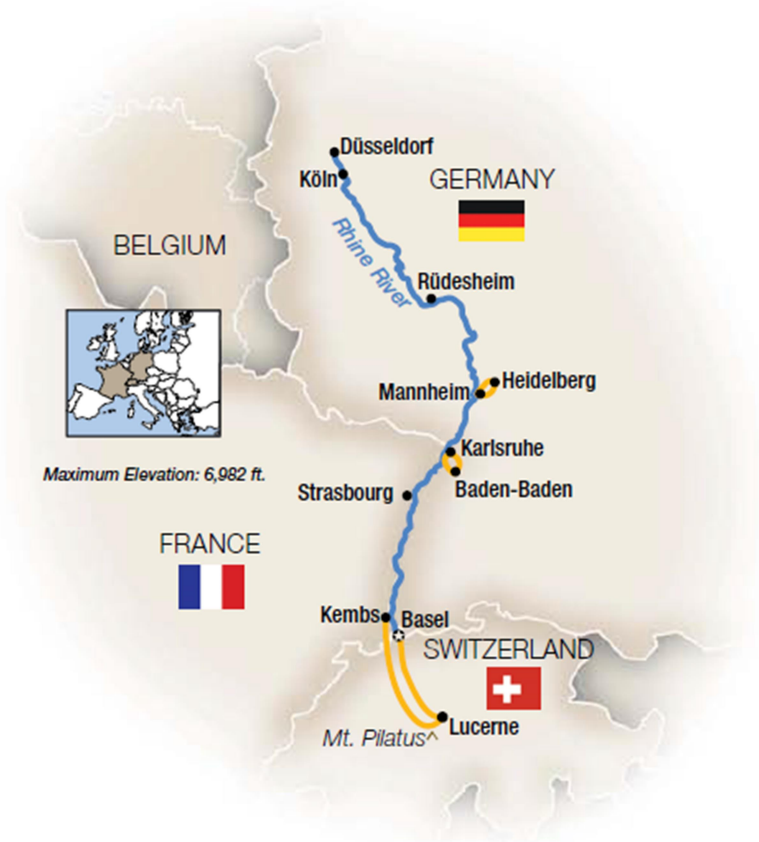 Düsseldorf
Köln
GERMANY
Rhine River
BELGIUM
Rüdesheim
Heidelberg
Mannheim
Karlsruhe
Maximum Elevation: 6,982 ft.
Strasbourg
Baden-Baden
FRANCE
Kembs
Basel
SWITZERLAND
Lucerne
Mt. Pilatus^